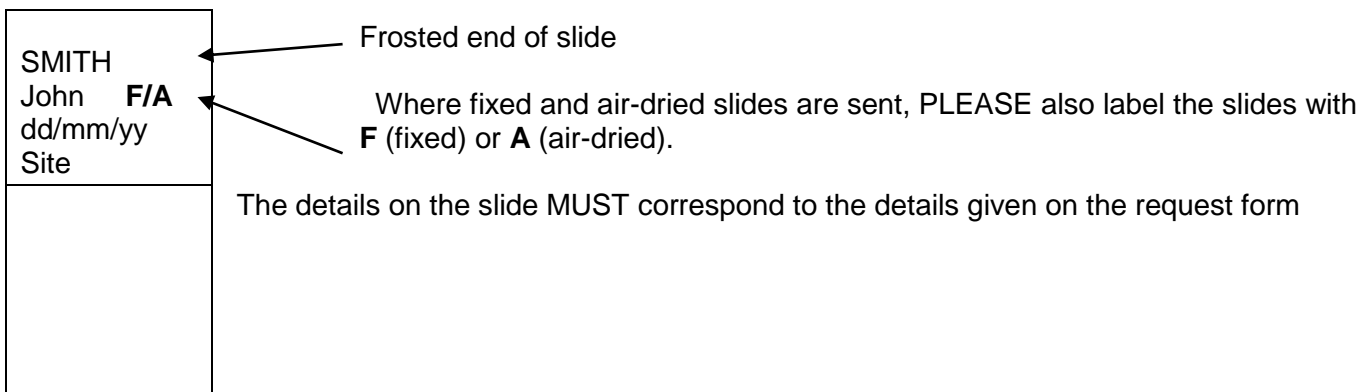 SMITH
John F/A
dd/mm/yy
Site
Frosted end of slide
Where fixed and air-dried slides are sent, PLEASE also label the slides with
F (fixed) or A (air-dried).
The details on the slide MUST correspond to the details given on the request form